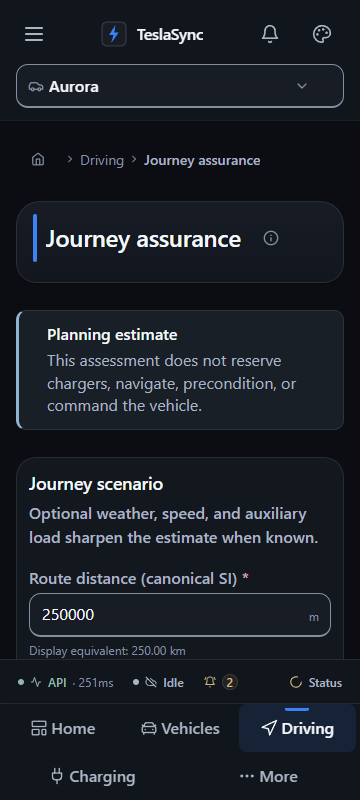 TeslaSync
Aurora
Driving
Journey assurance
Journey assurance
Planning estimate
This assessment does not reserve
chargers, navigate, precondition, or
command the vehicle.
Journey scenario
Optional weather, speed, and auxiliary
load sharpen the estimate when known.
Route distance (canonical SI) *
250000 m
Display equivalent: 250.00 km
API · 251ms Idle 2 Status
Home Vehicles Driving
Charging More